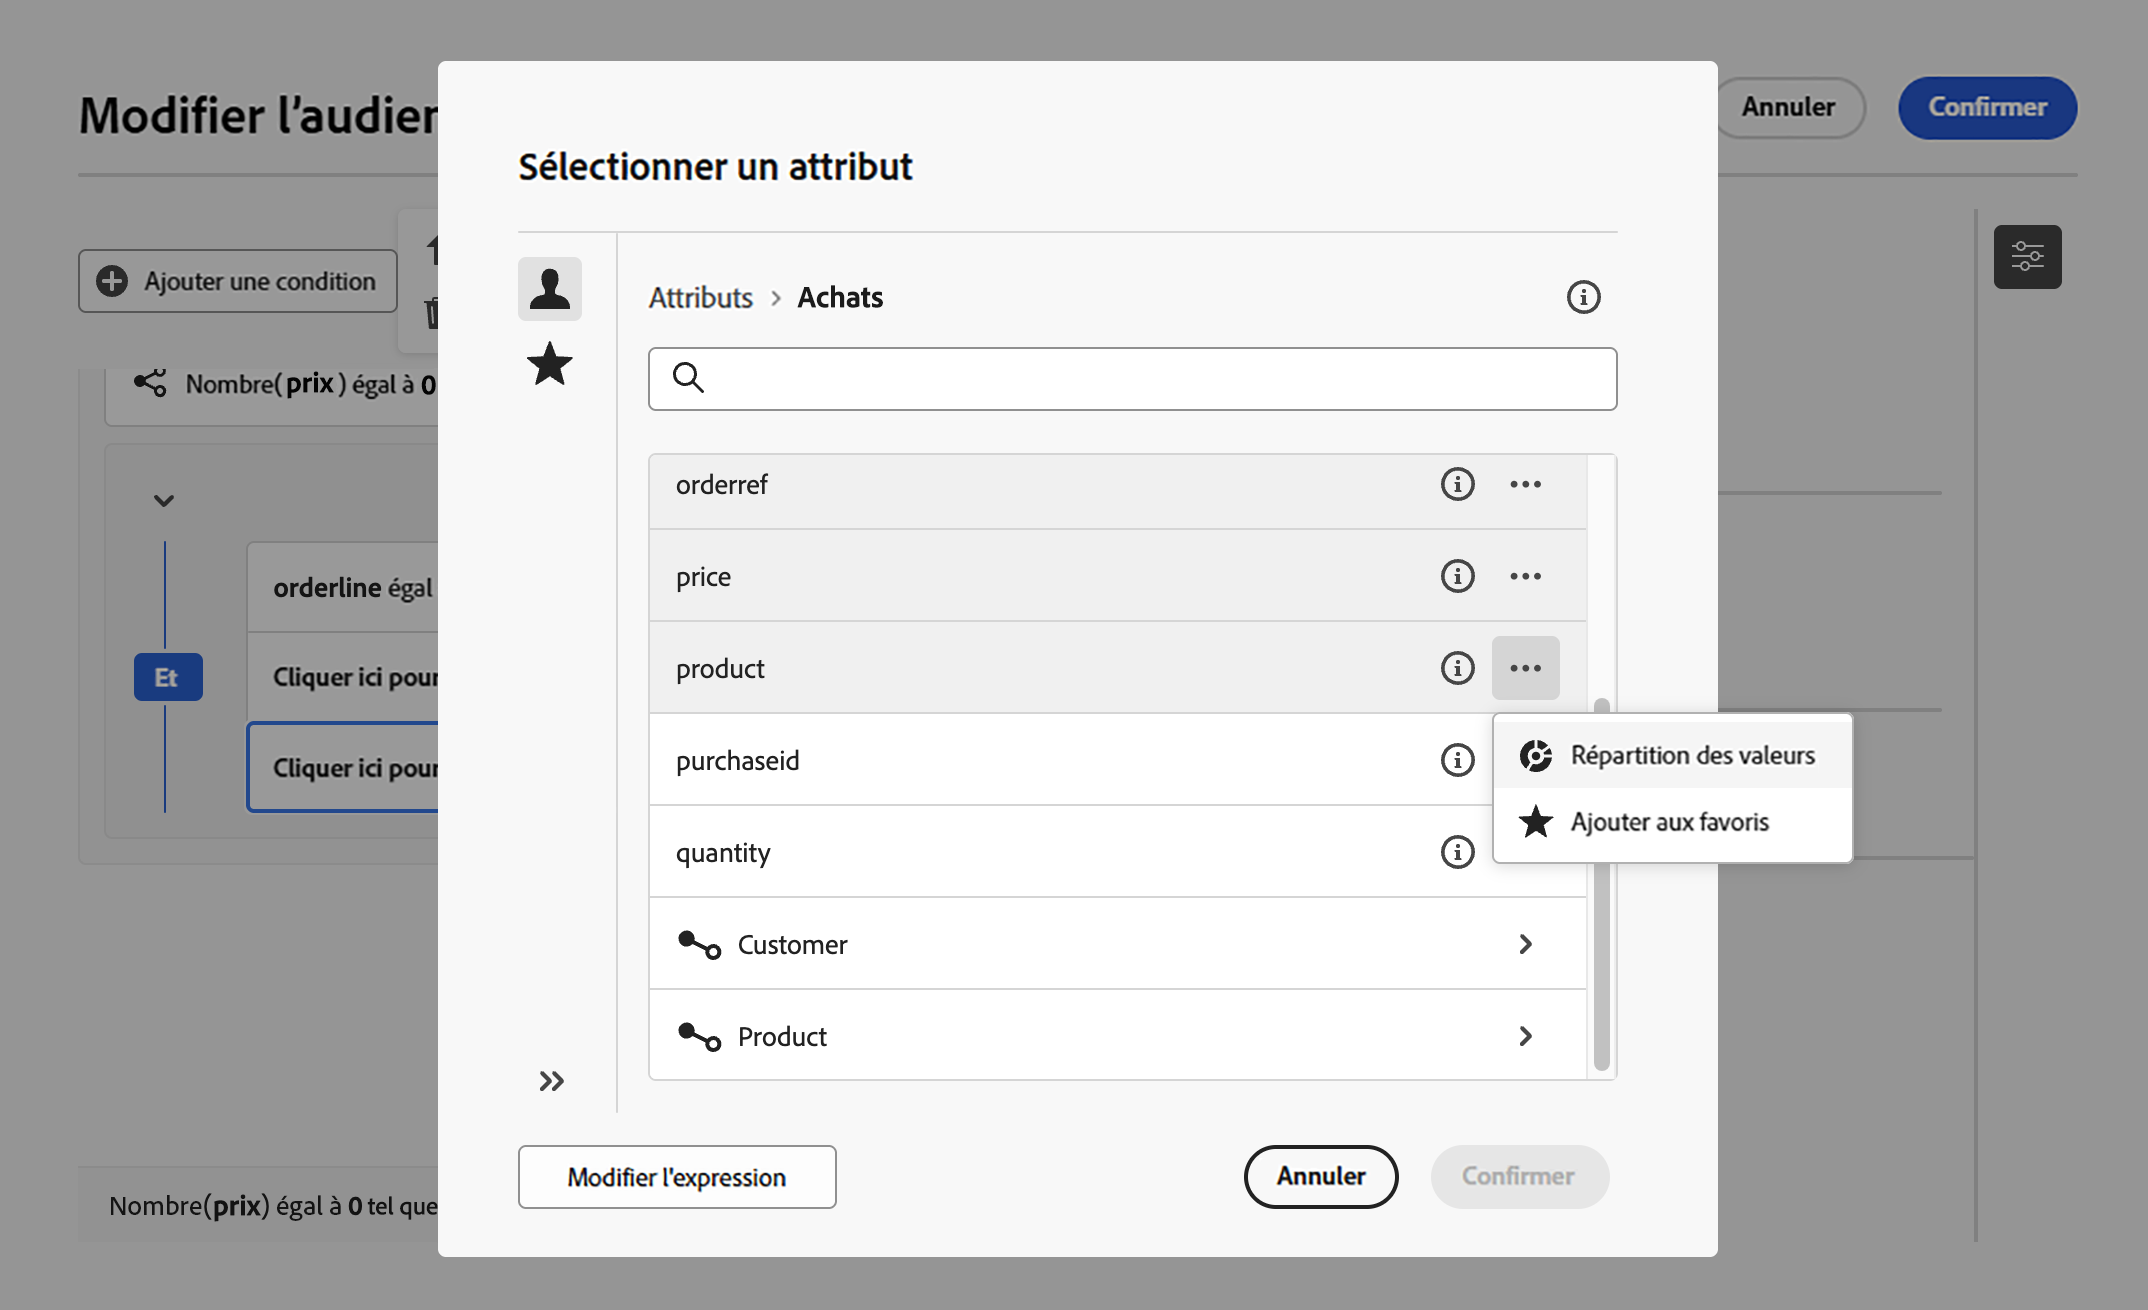 Modifier l’audien
Annuler
Confirmer
Ajouter une condition
Nombre(prix) égal à 0
orderline égal
Et
Cliquer ici pour
Cliquer ici pour
Nombre(prix) égal à 0 tel que
Sélectionner un attribut
Attributs > Achats
orderref
price
product
purchaseid
quantity
Customer
Product
Répartition des valeurs
Ajouter aux favoris
Modifier l'expression
Annuler
Confirmer